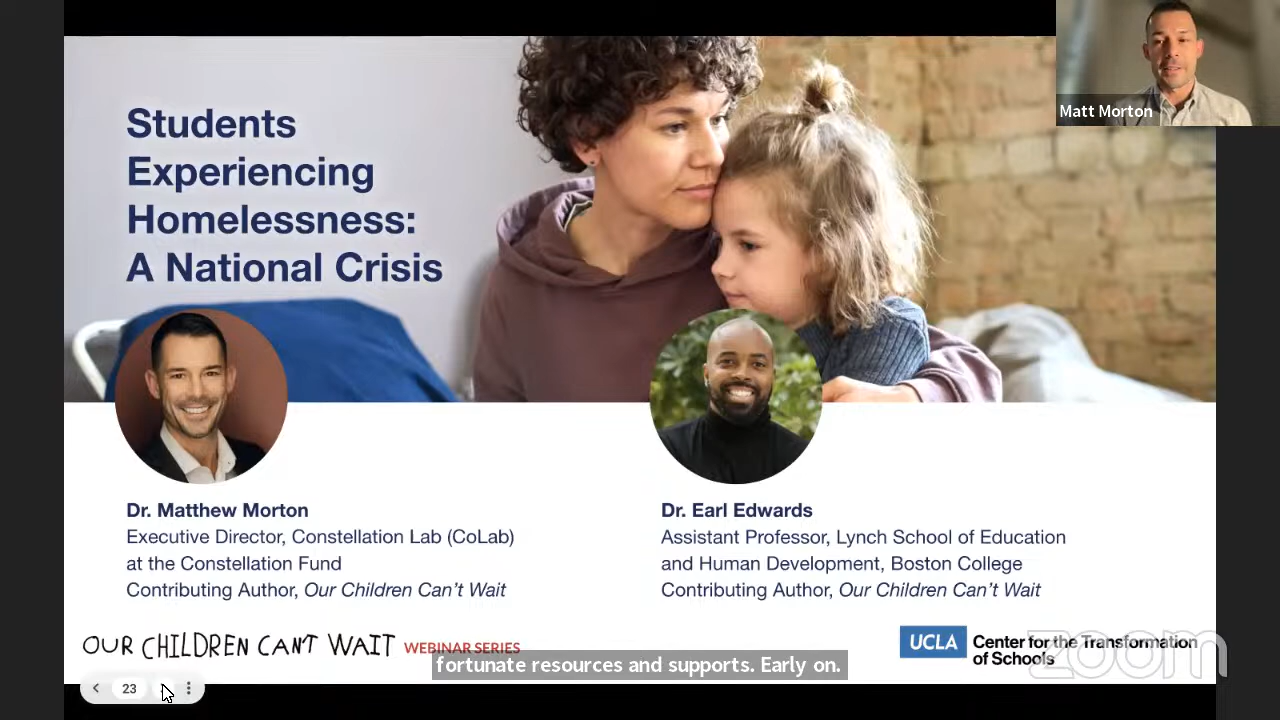 Matt Morton
Students
Experiencing
Homelessness:
A National Crisis
Dr. Matthew Morton
Executive Director, Constellation Lab (CoLab)
at the Constellation Fund
Contributing Author, Our Children Can't Wait
Dr. Earl Edwards
Assistant Professor, Lynch School of Education
and Human Development, Boston College
Contributing Author, Our Children Can't Wait
OUR CHILDREN CAN'T WAIT WEBINAR SERIES
UCLA Center for the Transformation
of Schools
zoom
fortunate resources and supports. Early on.
23